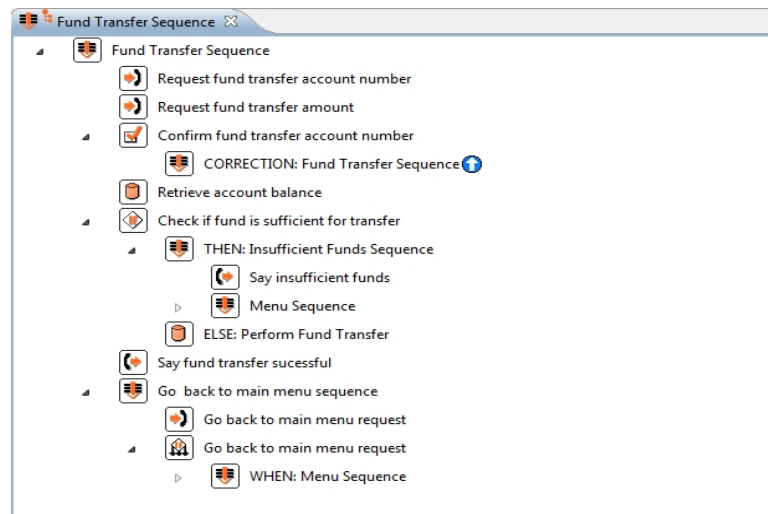 Fund Transfer Sequence
Fund Transfer Sequence
Request fund transfer account number
Request fund transfer amount
Confirm fund transfer account number
CORRECTION: Fund Transfer Sequence
Retrieve account balance
Check if fund is sufficient for transfer
THEN: Insufficient Funds Sequence
Say insufficient funds
Menu Sequence
ELSE: Perform Fund Transfer
Say fund transfer sucessful
Go back to main menu sequence
Go back to main menu request
Go back to main menu request
WHEN: Menu Sequence